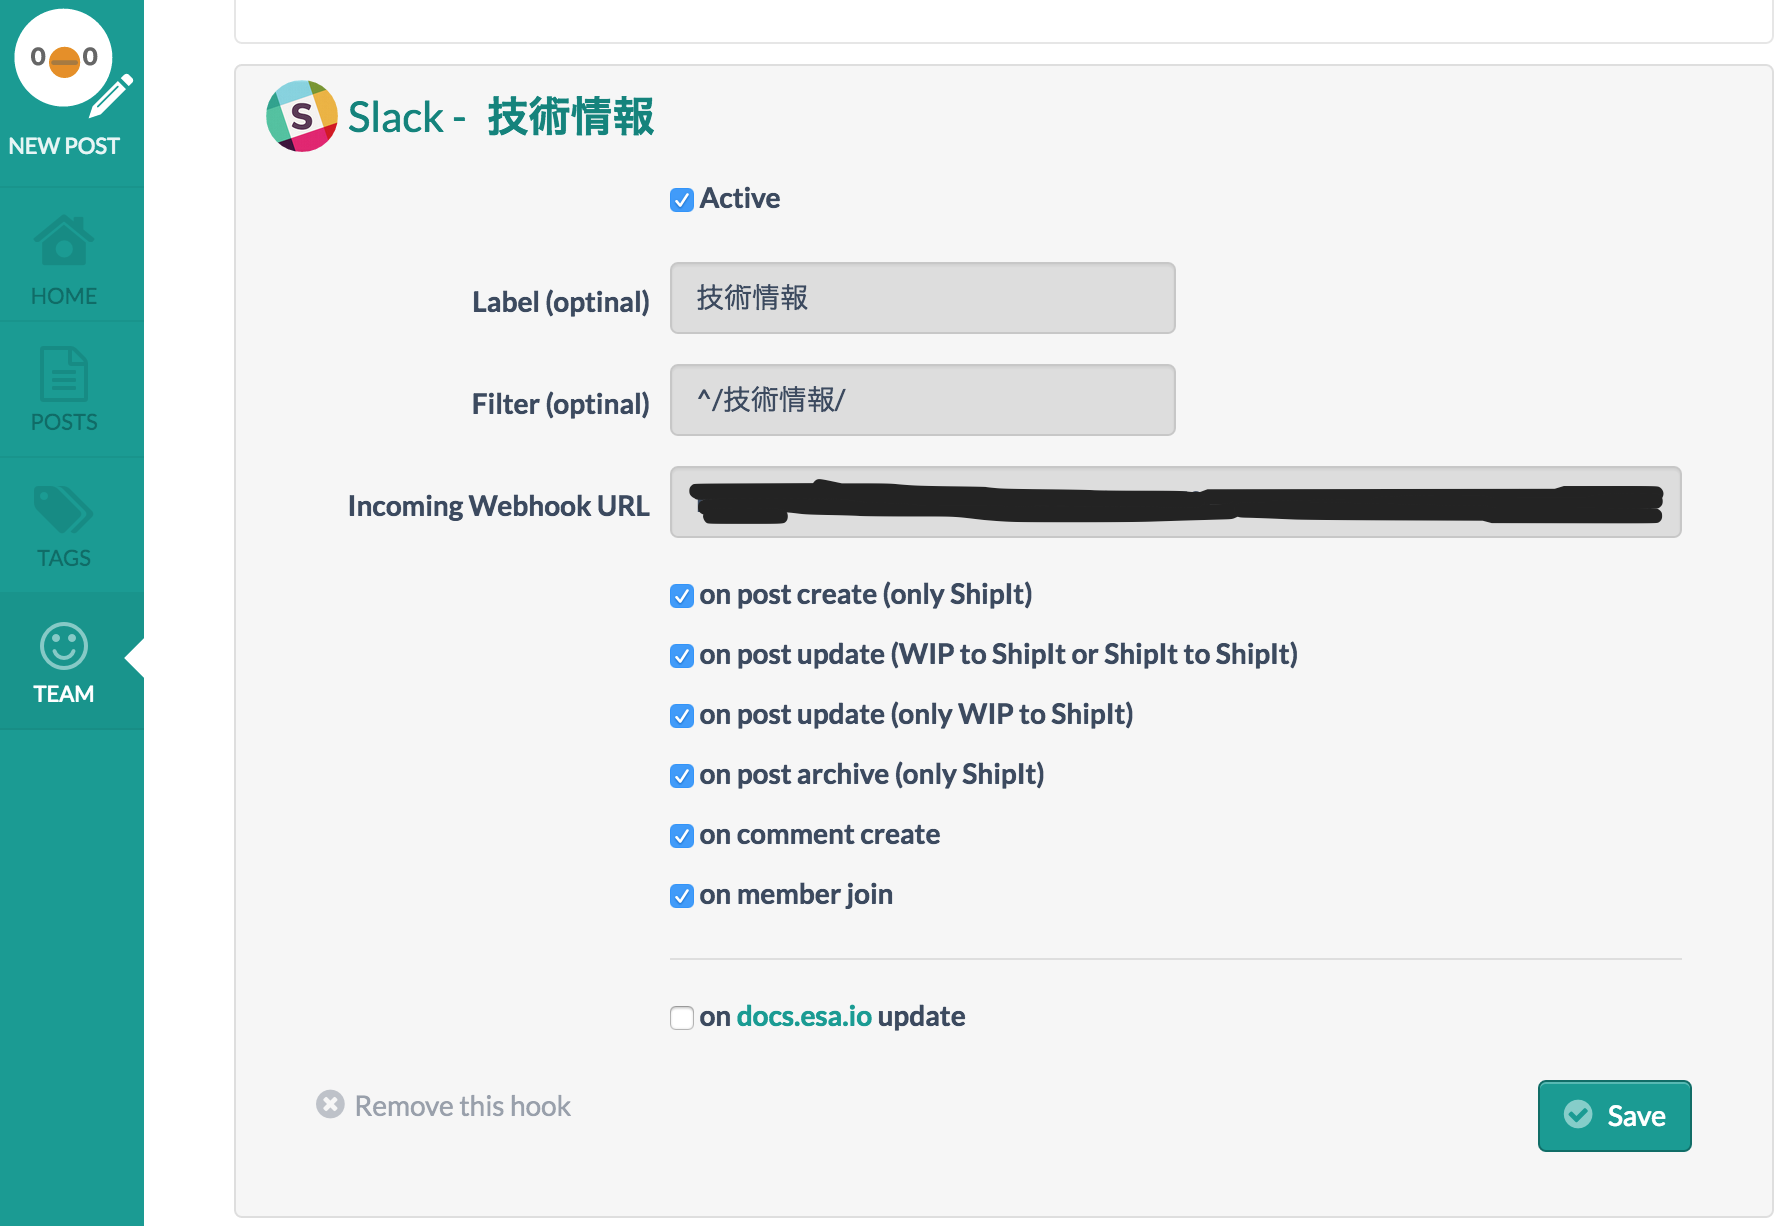 NEW POST
HOME
POSTS
TAGS
TEAM
Slack - 技術情報
Active
Label (optinal) 技術情報
Filter (optinal) ^/技術情報/
Incoming Webhook URL
on post create (only ShipIt)
on post update (WIP to ShipIt or ShipIt to ShipIt)
on post update (only WIP to ShipIt)
on post archive (only ShipIt)
on comment create
on member join
on docs.esa.io update
Remove this hook
Save